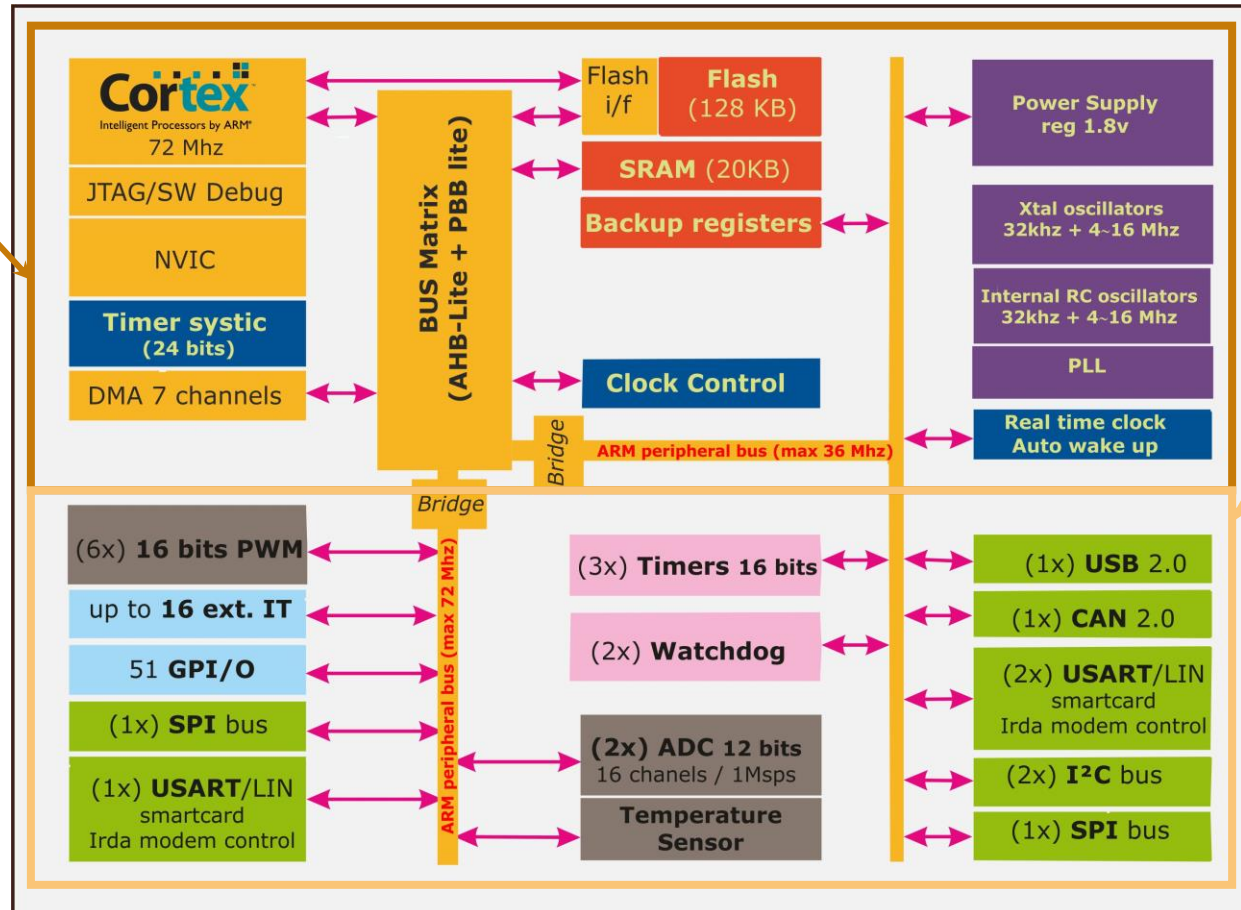 Cortex
Intelligent Processors by ARM®
72 Mhz
JTAG/SW Debug
NVIC
Timer systic
(24 bits)
DMA 7 channels
BUS Matrix
(AHB-Lite + PBB lite)
Flash
i/f
Flash
(128 KB)
SRAM (20KB)
Backup registers
Clock Control
Bridge
ARM peripheral bus (max 36 Mhz)
Power Supply
reg 1.8v
Xtal oscillators
32khz + 4~16 Mhz
Internal RC oscillators
32khz + 4~16 Mhz
PLL
Real time clock
Auto wake up
Bridge
ARM peripheral bus (max 72 Mhz)
(6x) 16 bits PWM
up to 16 ext. IT
51 GPI/O
(1x) SPI bus
(1x) USART/LIN
smartcard
Irda modem control
(3x) Timers 16 bits
(2x) Watchdog
(2x) ADC 12 bits
16 chanels / 1Msps
Temperature
Sensor
(1x) USB 2.0
(1x) CAN 2.0
(2x) USART/LIN
smartcard
Irda modem control
(2x) I²C bus
(1x) SPI bus